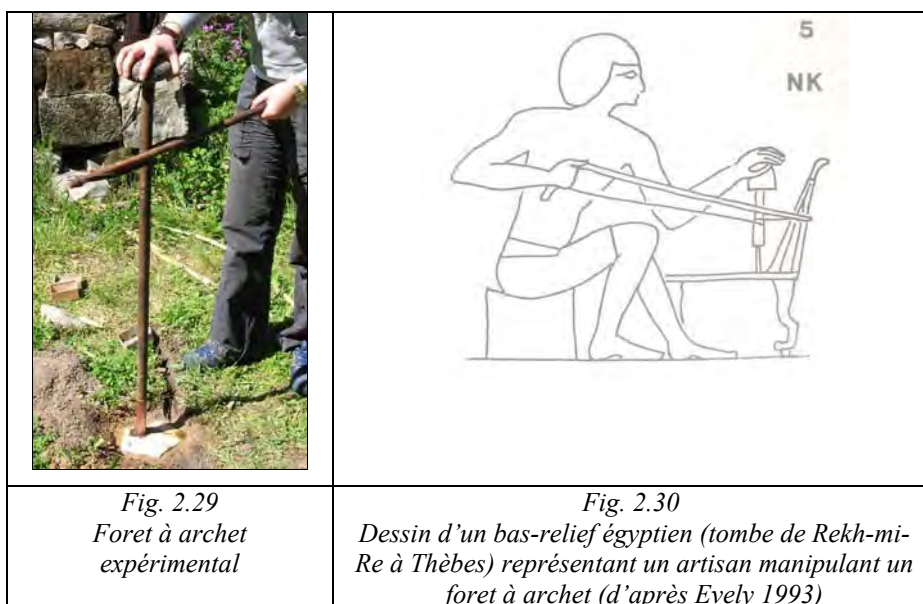 5
NK
Fig. 2.29
Foret à archet
expérimental
Fig. 2.30
Dessin d'un bas-relief égyptien (tombe de Rekh-mi-
Re à Thèbes) représentant un artisan manipulant un
foret à archet (d'après Evely 1993)